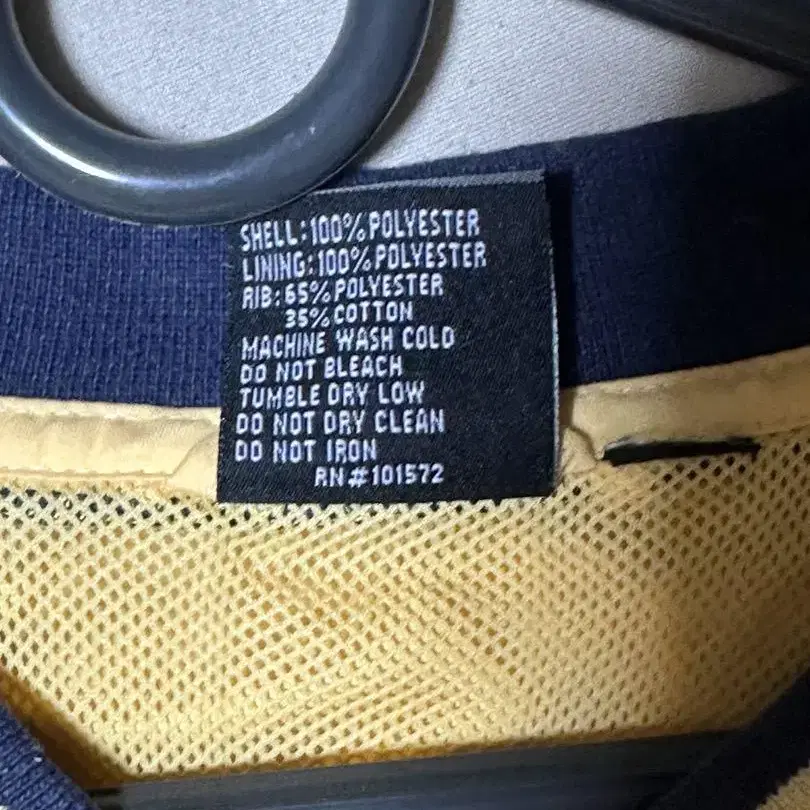 SHELL:100%POLYESTER
LINING:100%POLYESTER
RIB:65%POLYESTER
35%COTTON
MACHINE WASH COLD
DO NOT BLEACH
TUMBLE DRY LOW
DO NOT DRY CLEAN
DO NOT IRON
RN#101572